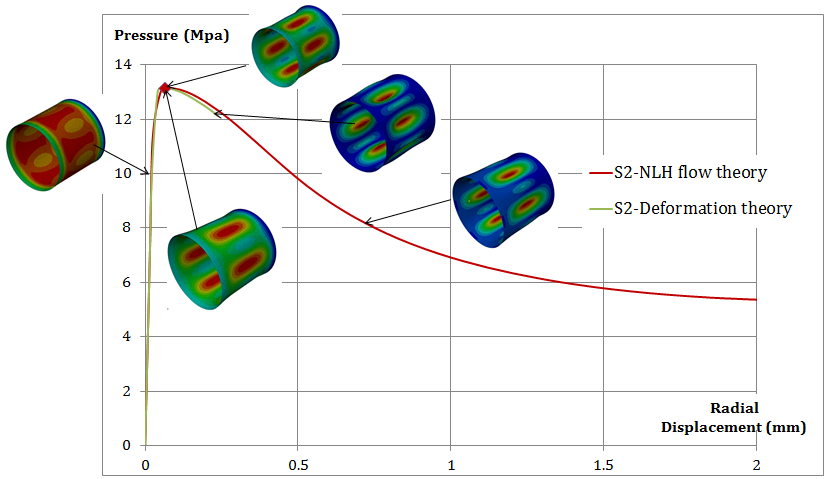 Pressure (Mpa)
14
12
10
8
6
4
2
0
S2-NLH flow theory
S2-Deformation theory
Radial
Displacement (mm)
0 0.5 1 1.5 2